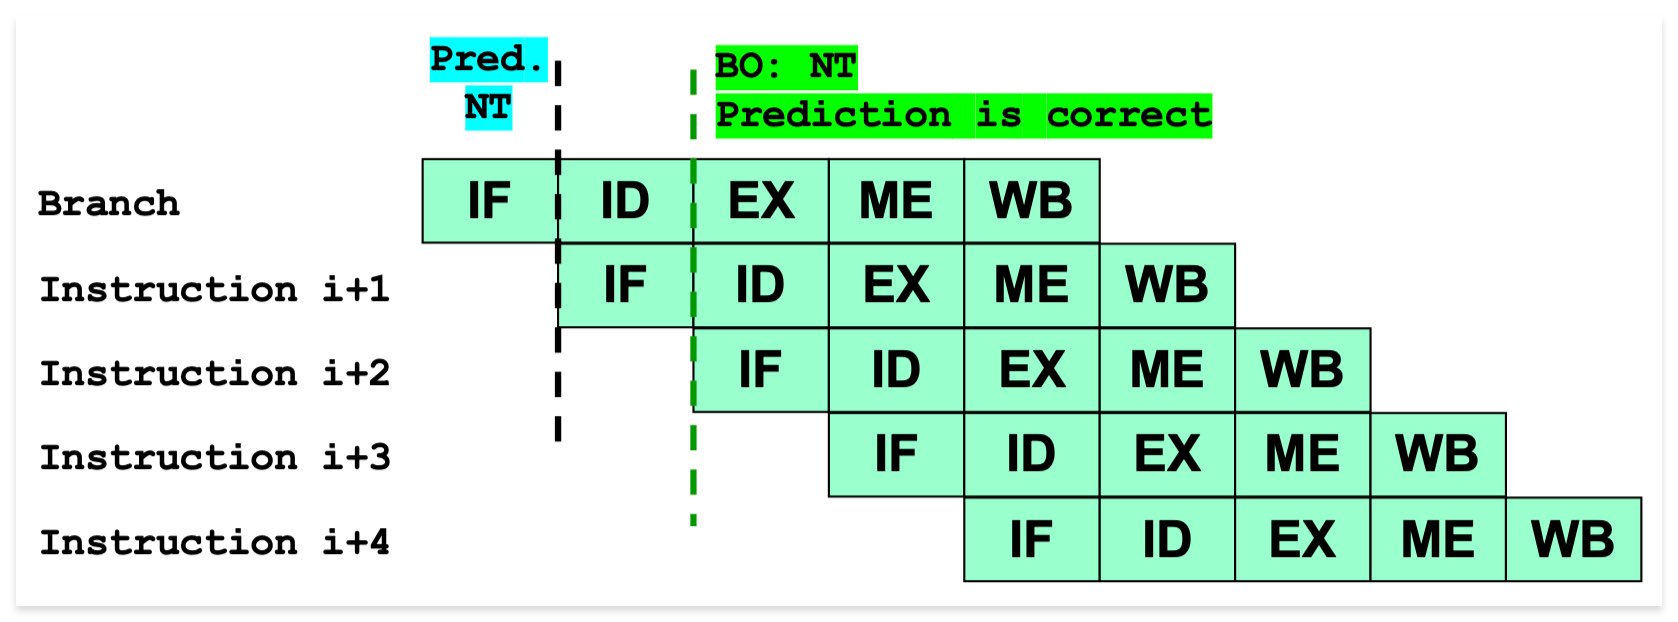 Pred.
NT
BO: NT
Prediction is correct
Branch IF ID EX ME WB
Instruction i+1 IF ID EX ME WB
Instruction i+2 IF ID EX ME WB
Instruction i+3 IF ID EX ME WB
Instruction i+4 IF ID EX ME WB